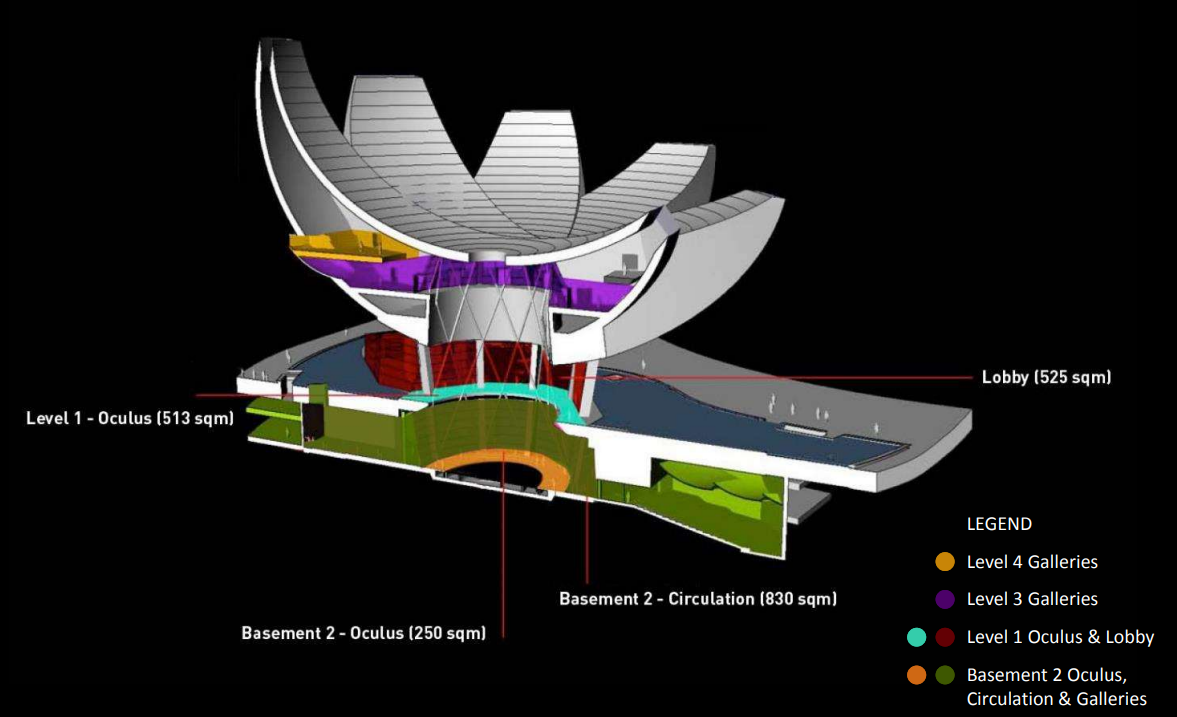 Lobby (525 sqm)
Level 1 - Oculus (513 sqm)
Basement 2 - Circulation (830 sqm)
Basement 2 - Oculus (250 sqm)
LEGEND
Level 4 Galleries
Level 3 Galleries
Level 1 Oculus & Lobby
Basement 2 Oculus,
Circulation & Galleries